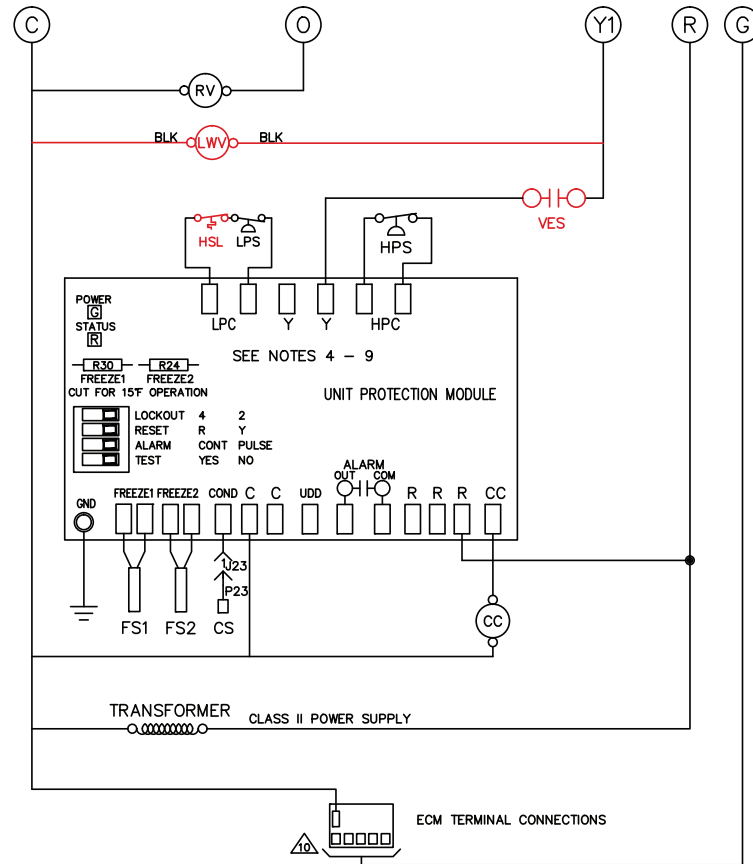 C O Y1 R G
RV
BLK LWV BLK
VES
HSL LPS HPS
LPC Y Y HPC
POWER
G
STATUS
R
SEE NOTES 4 – 9
R30 R24
FREEZE1 FREEZE2
CUT FOR 15°F OPERATION
UNIT PROTECTION MODULE
LOCKOUT 4 2
RESET R Y
ALARM CONT PULSE
TEST YES NO
ALARM
OUT COM
GND FREEZE1 FREEZE2 COND C C UDD R R R CC
1 J23
P23
FS1 FS2 CS
CC
TRANSFORMER
CLASS II POWER SUPPLY
ECM TERMINAL CONNECTIONS
10